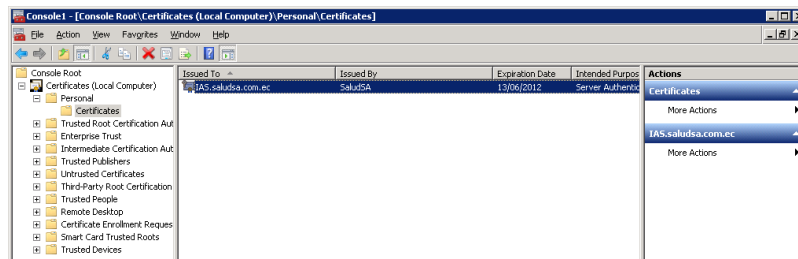 Console1 - [Console Root\Certificates (Local Computer)\Personal\Certificates]
File Action View Favorites Window Help
Console Root
Certificates (Local Computer)
Personal
Certificates
Trusted Root Certification Aut
Enterprise Trust
Intermediate Certification Aut
Trusted Publishers
Untrusted Certificates
Third-Party Root Certification
Trusted People
Remote Desktop
Certificate Enrollment Reques
Smart Card Trusted Roots
Trusted Devices
Issued To Issued By Expiration Date Intended Purpos
IAS.saludsa.com.ec SaludSA 13/06/2012 Server Authentic
Actions
Certificates
More Actions
IAS.saludsa.com.ec
More Actions